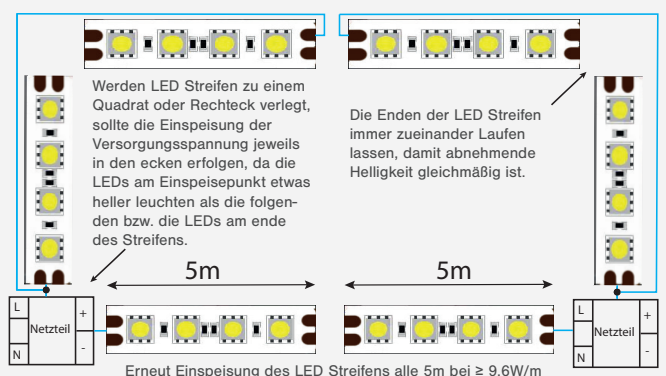 Werden LED Streifen zu einem
Quadrat oder Rechteck verlegt,
sollte die Einspeisung der
Versorgungsspannung jeweils
in den ecken erfolgen, da die
LEDs am Einspeisepunkt etwas
heller leuchten als die folgen-
den bzw. die LEDs am ende
des Streifens.
Die Enden der LED Streifen
immer zueinander Laufen
lassen, damit abnehmende
Helligkeit gleichmäßig ist.
5m
5m
L
+
Netzteil
N
-
L
+
Netzteil
N
-
Erneut Einspeisung des LED Streifens alle 5m bei ≥ 9,6W/m